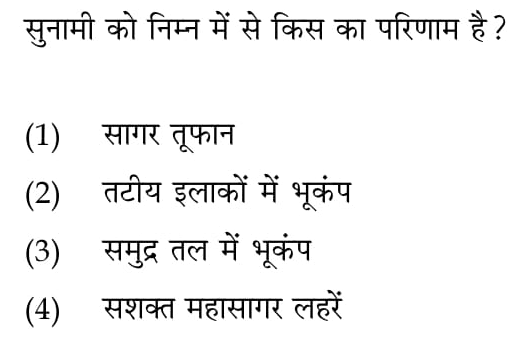 सुनामी को निम्न में से किस का परिणाम है ?
(1) सागर तूफान
(2) तटीय इलाकों में भूकंप
(3) समुद्र तल में भूकंप
(4) सशक्त महासागर लहरें